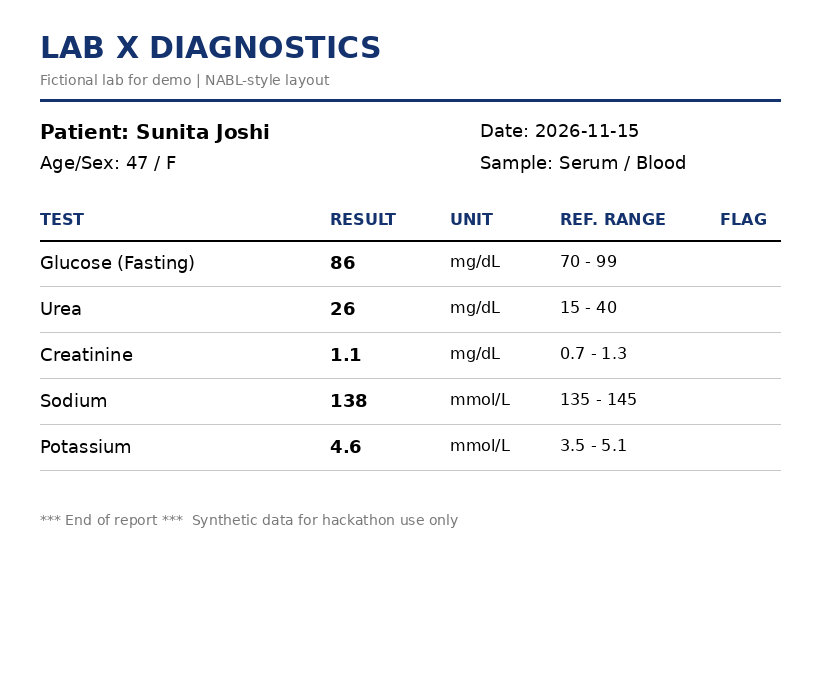 LAB X DIAGNOSTICS
Fictional lab for demo | NABL-style layout
Patient: Sunita Joshi Date: 2026-11-15
Age/Sex: 47 / F Sample: Serum / Blood
TEST RESULT UNIT REF. RANGE FLAG
Glucose (Fasting) 86 mg/dL 70 - 99
Urea 26 mg/dL 15 - 40
Creatinine 1.1 mg/dL 0.7 - 1.3
Sodium 138 mmol/L 135 - 145
Potassium 4.6 mmol/L 3.5 - 5.1
*** End of report *** Synthetic data for hackathon use only